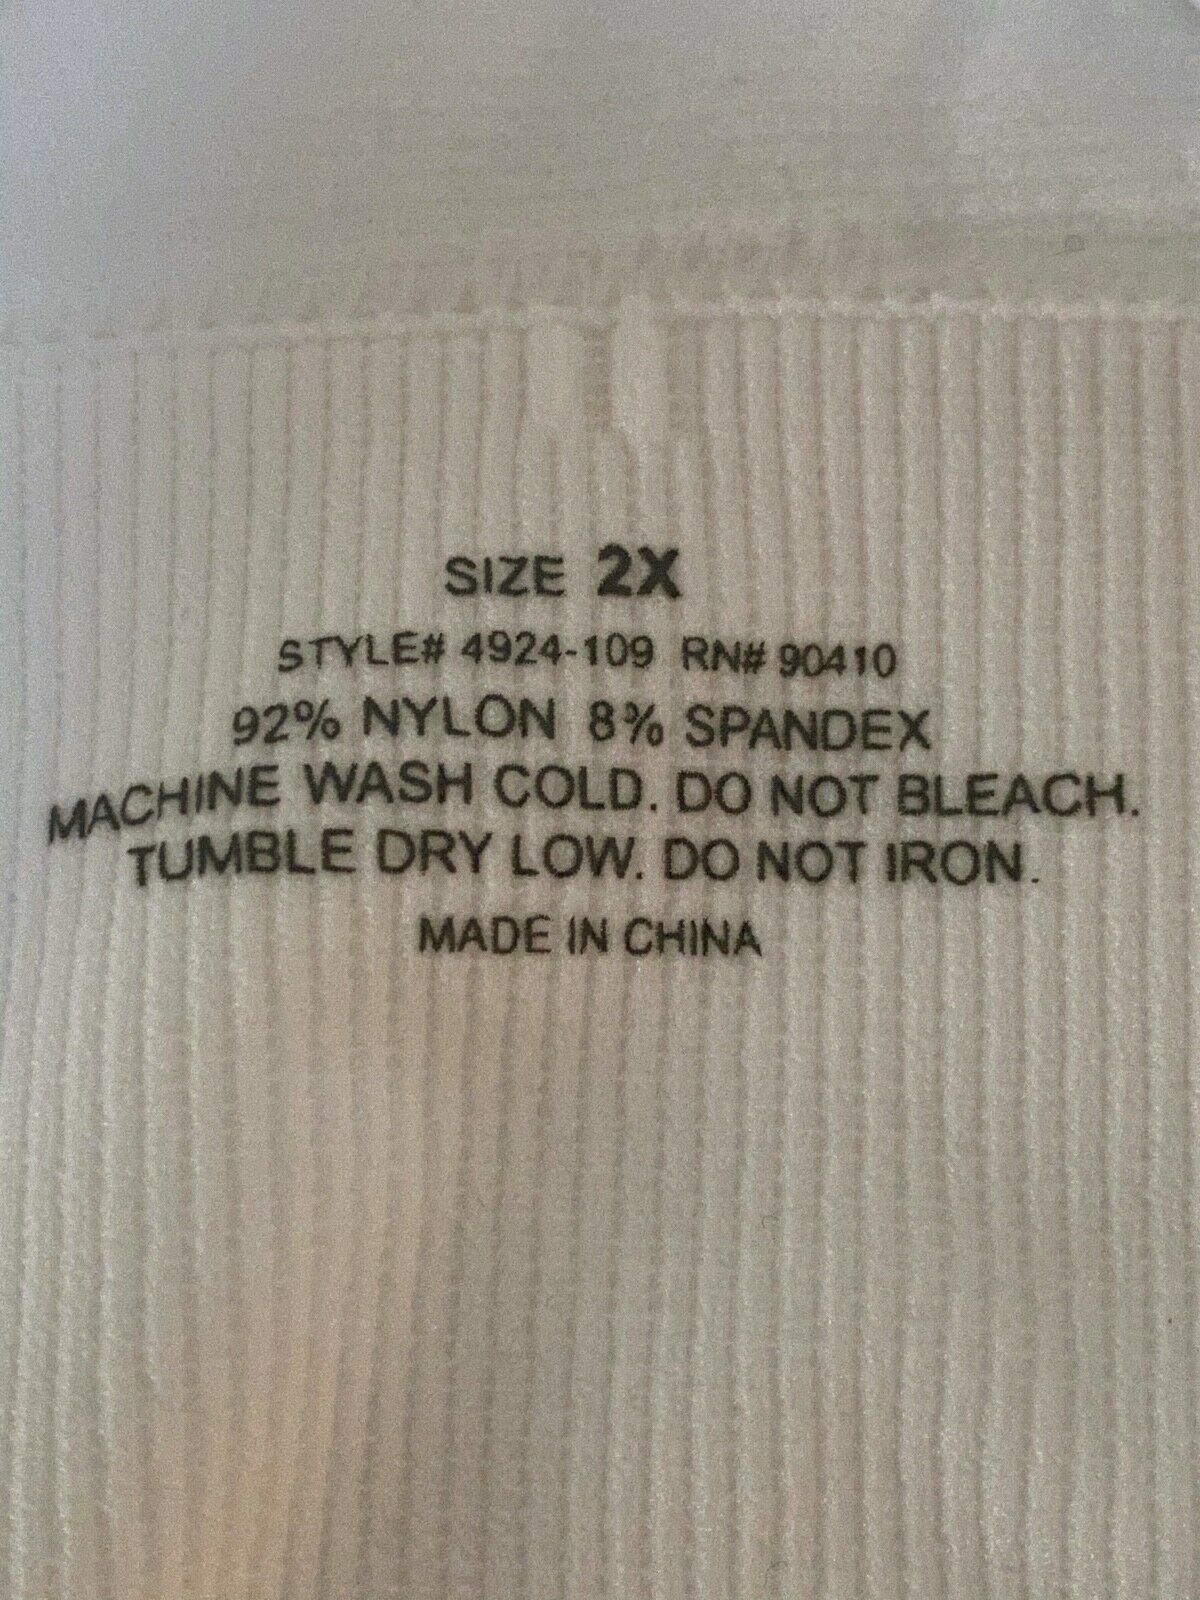 SIZE 2X
STYLE# 4924-109 RN# 90410
92% NYLON 8% SPANDEX
MACHINE WASH COLD. DO NOT BLEACH.
TUMBLE DRY LOW. DO NOT IRON.
MADE IN CHINA